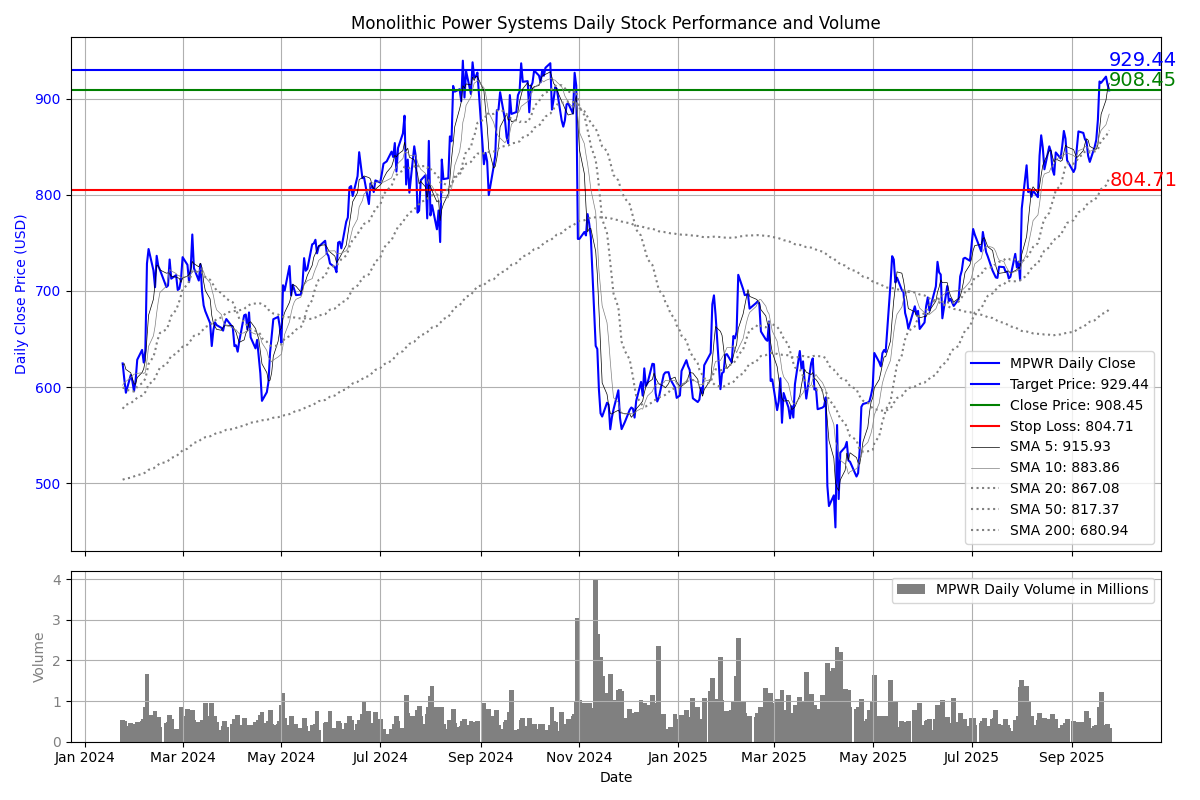 Monolithic Power Systems Daily Stock Performance and Volume
929.44
908.45
804.71
Daily Close Price (USD)
900
800
700
600
500
MPWR Daily Close
Target Price: 929.44
Close Price: 908.45
Stop Loss: 804.71
SMA 5: 915.93
SMA 10: 883.86
SMA 20: 867.08
SMA 50: 817.37
SMA 200: 680.94
MPWR Daily Volume in Millions
Volume
4
3
2
1
0
Jan 2024 Mar 2024 May 2024 Jul 2024 Sep 2024 Nov 2024 Jan 2025 Mar 2025 May 2025 Jul 2025 Sep 2025
Date